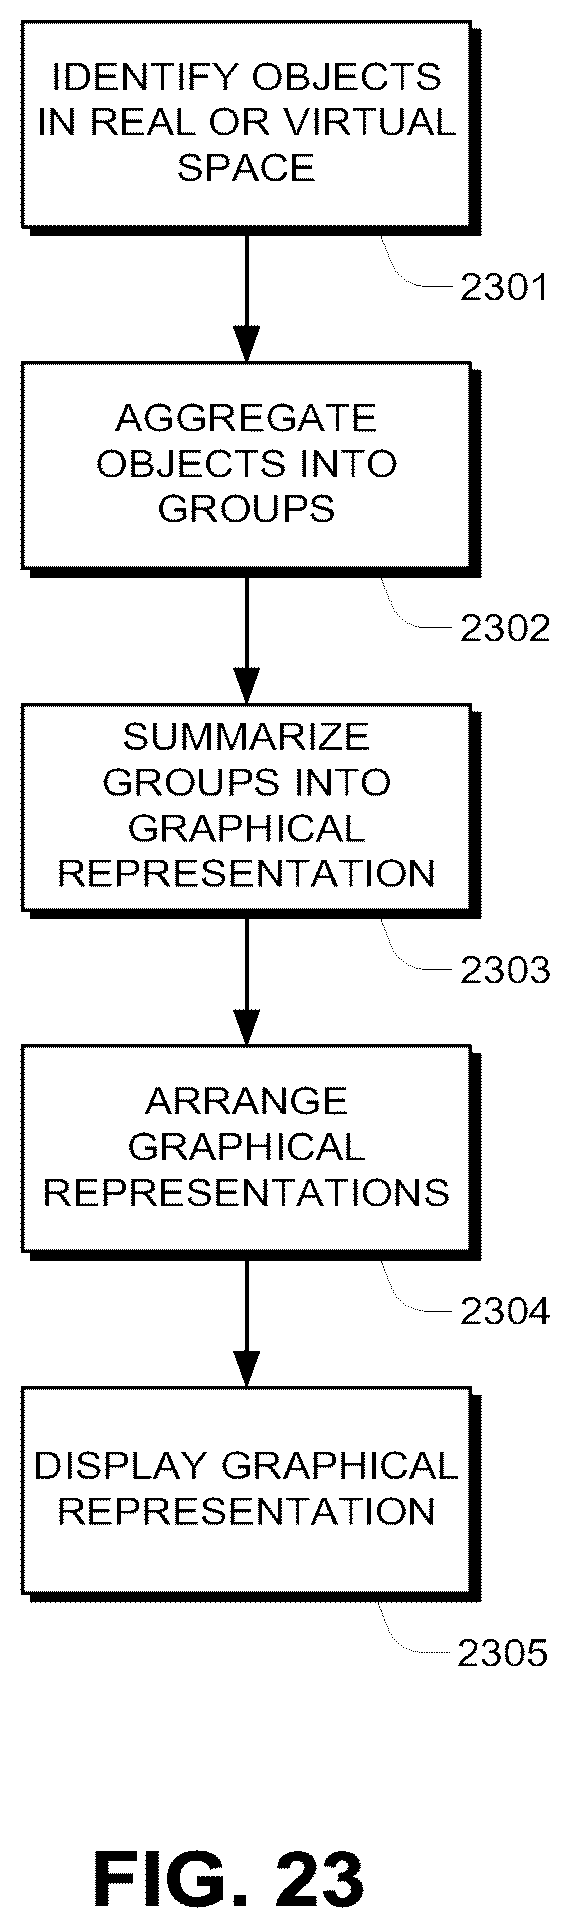 IDENTIFY OBJECTS
IN REAL OR VIRTUAL
SPACE
2301
AGGREGATE
OBJECTS INTO
GROUPS
2302
SUMMARIZE
GROUPS INTO
GRAPHICAL
REPRESENTATION
2303
ARRANGE
GRAPHICAL
REPRESENTATIONS
2304
DISPLAY GRAPHICAL
REPRESENTATION
2305
FIG. 23